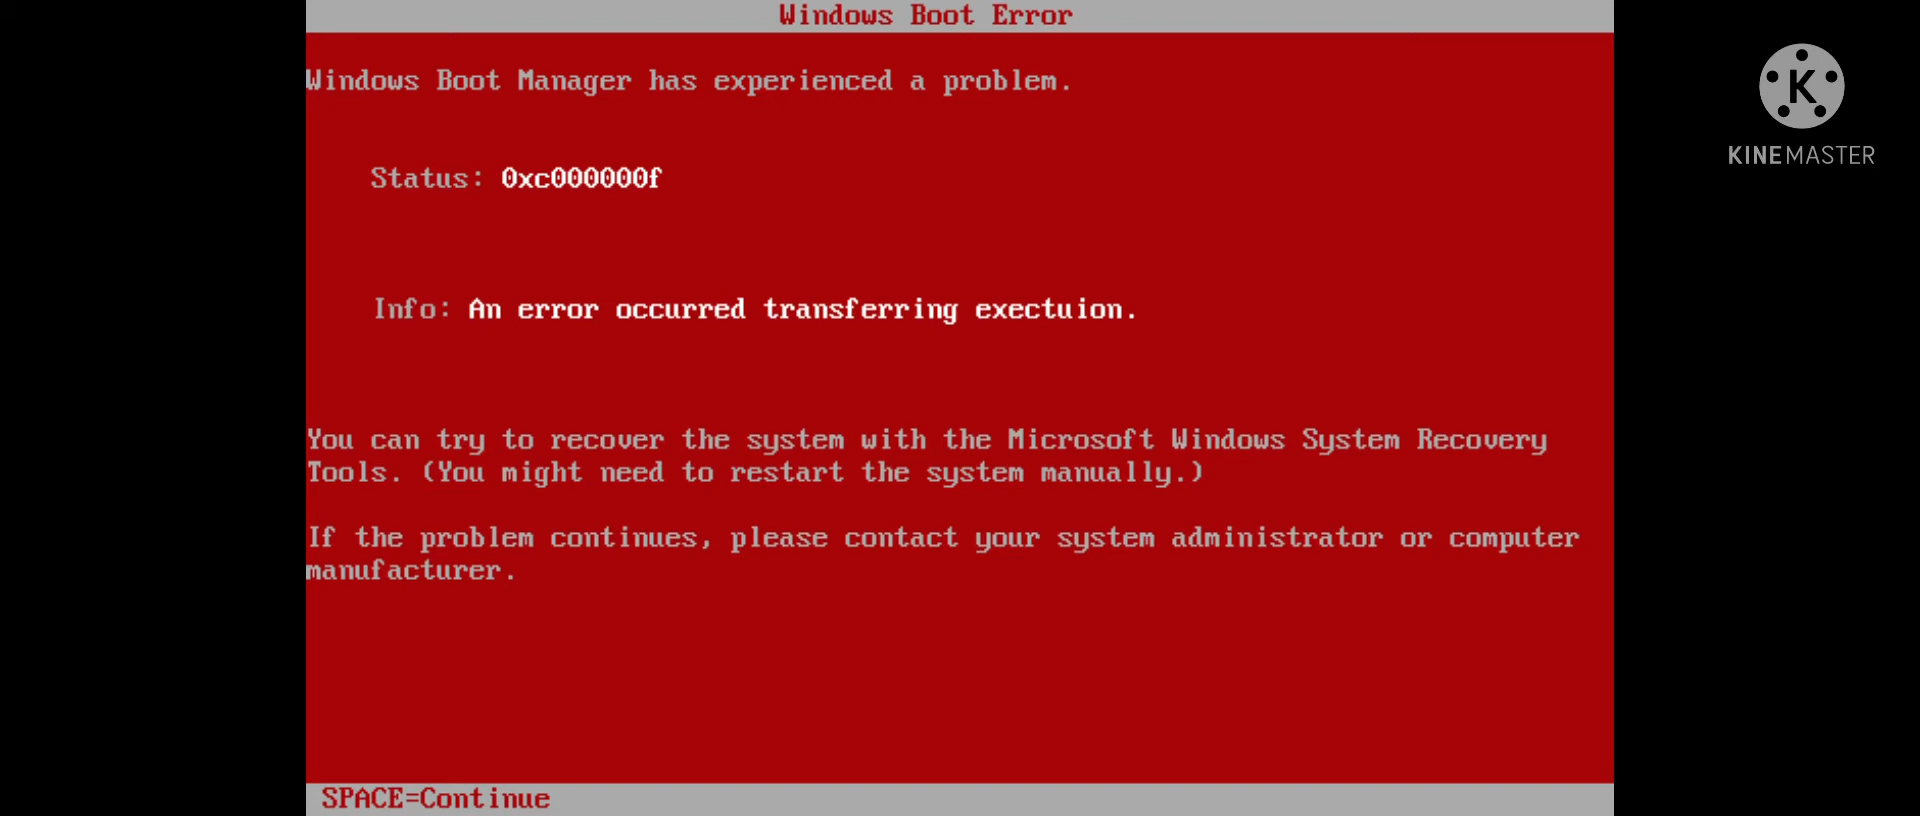 Windows Boot Error
Windows Boot Manager has experienced a problem.
Status: 0xc000000f
Info: An error occurred transferring exectuion.
You can try to recover the system with the Microsoft Windows System Recovery
Tools. (You might need to restart the system manually.)
If the problem continues, please contact your system administrator or computer
manufacturer.
SPACE=Continue
K
KINEMASTER